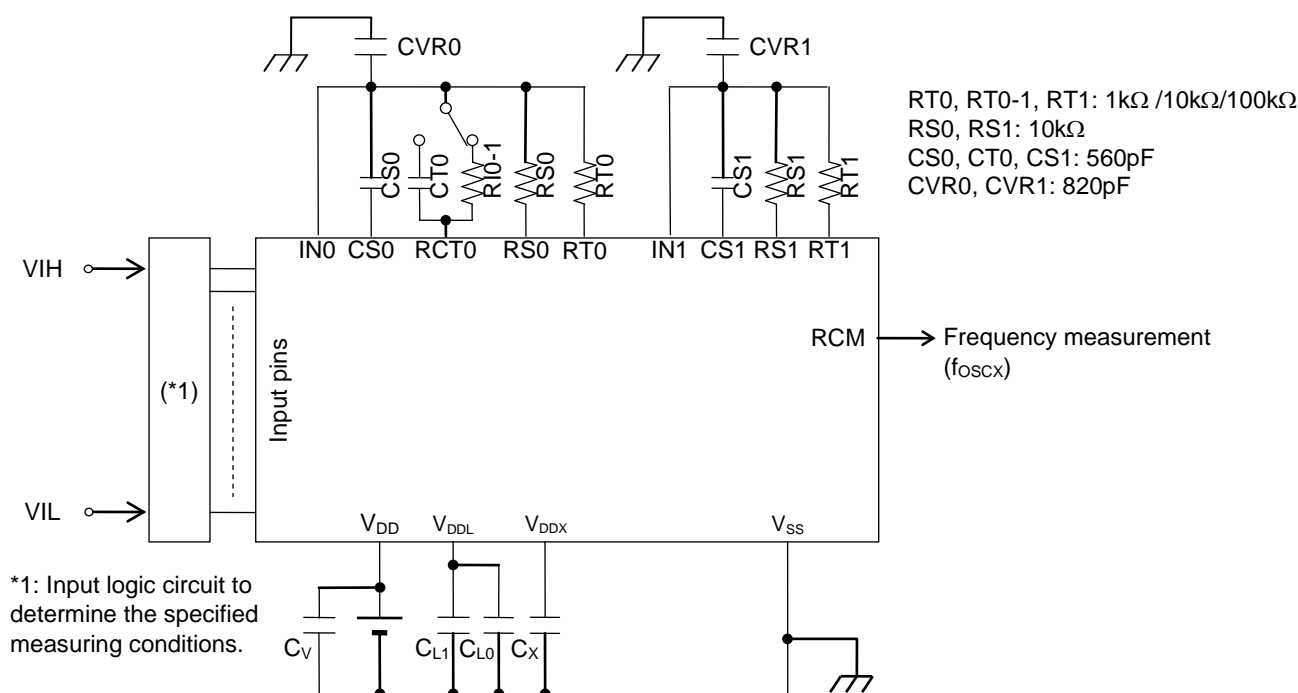 CVR0
CVR1
RT0, RT0-1, RT1: 1kΩ /10kΩ/100kΩ
RS0, RS1: 10kΩ
CS0, CT0, CS1: 560pF
CVR0, CVR1: 820pF
CS0
CT0
RI0-1
RS0
RT0
CS1
RS1
RT1
IN0 CS0 RCT0 RS0 RT0
IN1 CS1 RS1 RT1
VIH
(*1)
VIL
Input pins
RCM
Frequency measurement
(fOSCX)
VDD
VDDL
VDDX
VSS
*1: Input logic circuit to
determine the specified
measuring conditions.
CV
CL1
CL0
CX